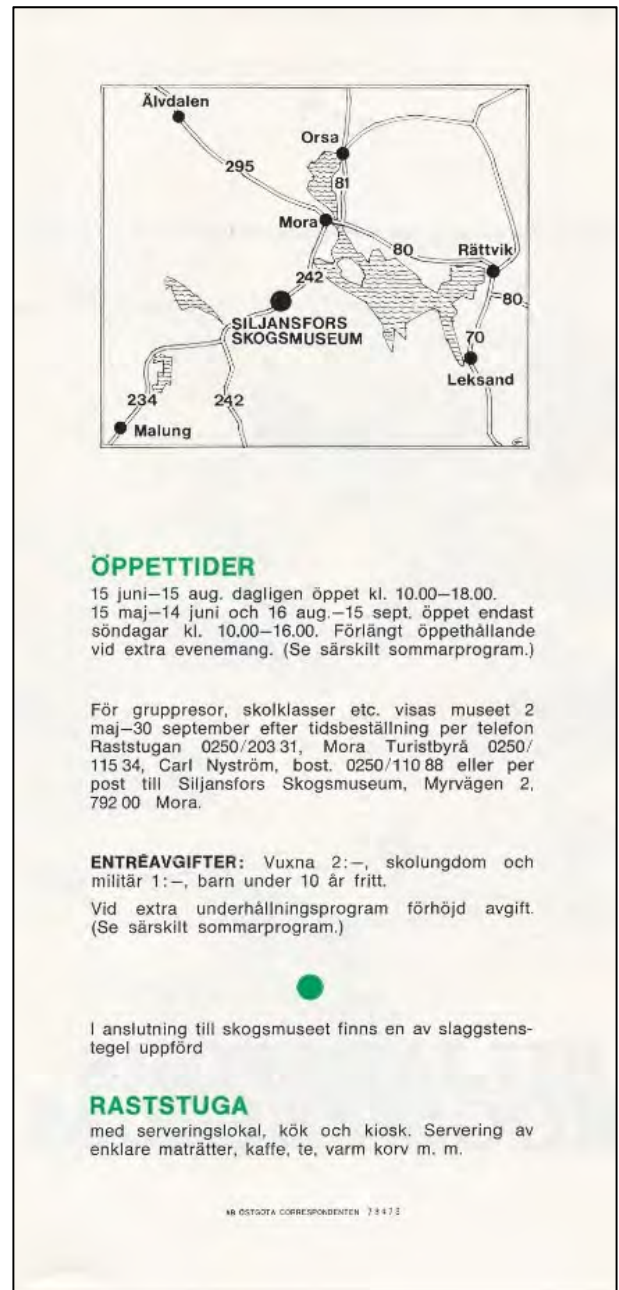 Älvdalen
Orsa
295
81
Mora
80
Rättvik
242
80
SILJANSFORS
SKOGSMUSEUM
70
Leksand
234
242
Malung
ÖPPETTIDER
15 juni—15 aug. dagligen öppet kl. 10.00—18.00.
15 maj—14 juni och 16 aug.—15 sept. öppet endast
söndagar kl. 10.00—16.00. Förlängt öppethållande
vid extra evenemang. (Se särskilt sommarprogram.)
För gruppresor, skolklasser etc. visas museet 2
maj—30 september efter tidsbeställning per telefon
Raststugan 0250/203 31, Mora Turistbyrå 0250/
115 34, Carl Nyström, bost. 0250/110 88 eller per
post till Siljansfors Skogsmuseum, Myrvägen 2,
792 00 Mora.
ENTRÉAVGIFTER: Vuxna 2:—, skolungdom och
militär 1:—, barn under 10 år fritt.
Vid extra underhållningsprogram förhöjd avgift.
(Se särskilt sommarprogram.)
I anslutning till skogsmuseet finns en av slaggstens-
tegel uppförd
RASTSTUGA
med serveringslokal, kök och kiosk. Servering av
enklare maträtter, kaffe, te, varm korv m. m.
AB ÖSTGÖTA CORRESPONDENTEN 73473